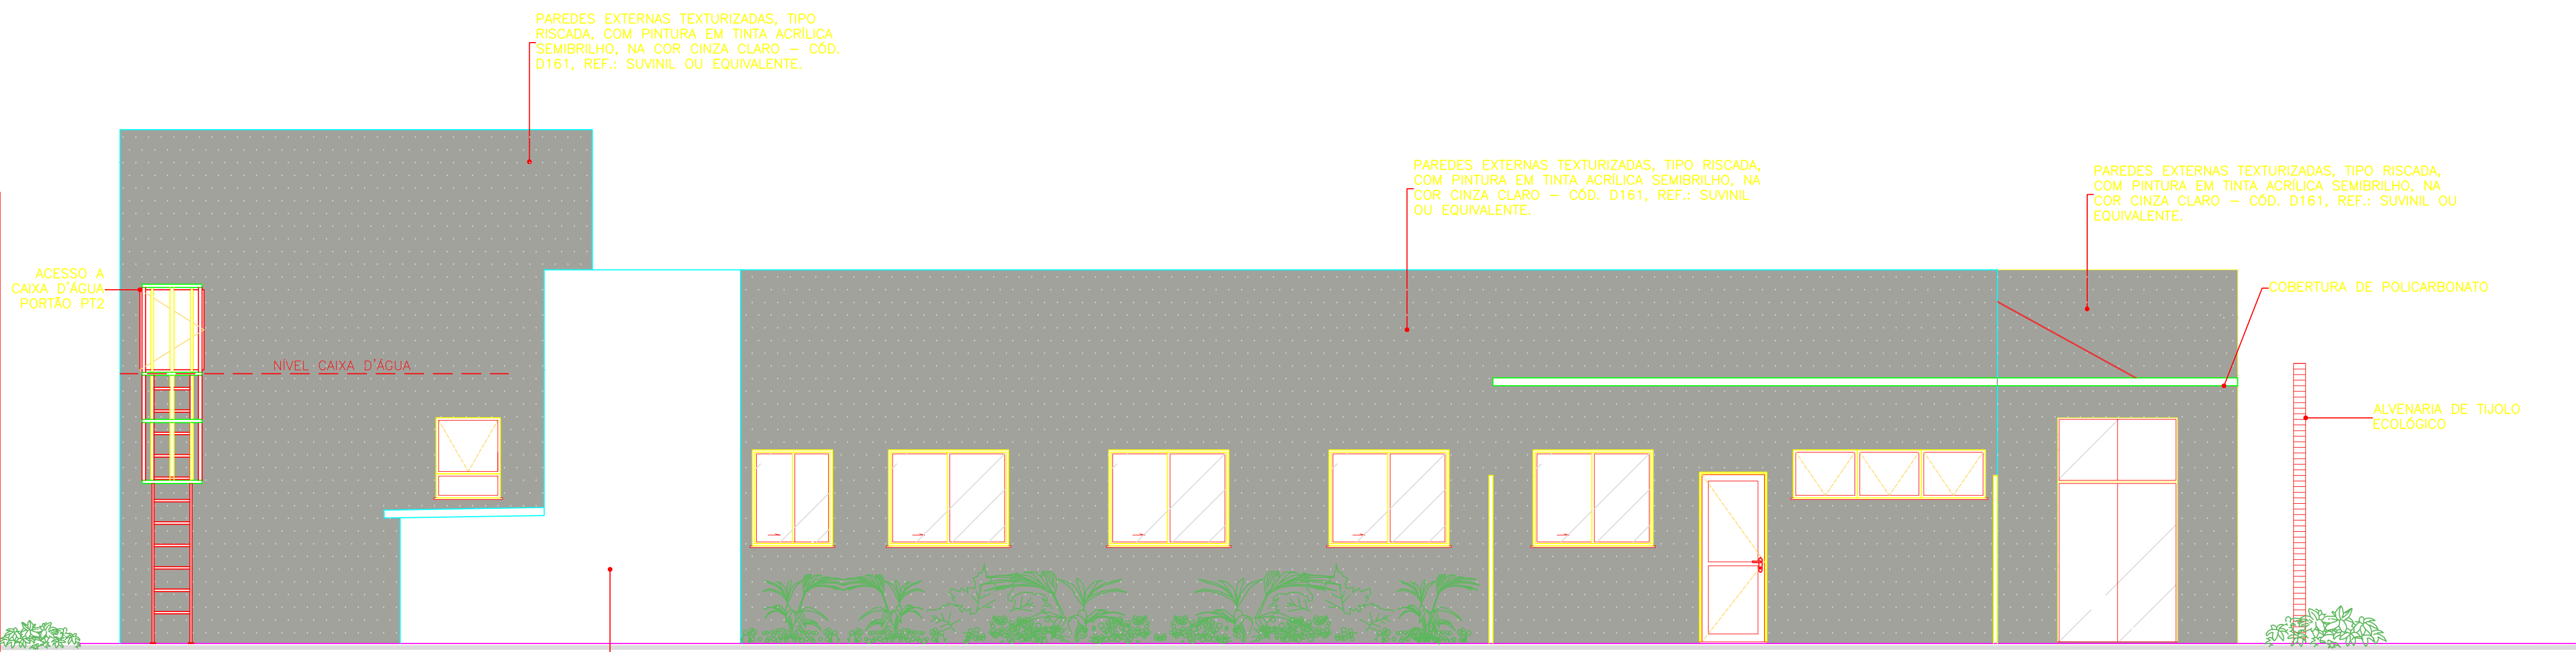 PAREDES EXTERNAS TEXTURIZADAS, TIPO
RISCADA, COM PINTURA EM TINTA ACRÍLICA
SEMIBRILHO, NA COR CINZA CLARO – CÓD.
D161, REF.: SUVINIL OU EQUIVALENTE.
PAREDES EXTERNAS TEXTURIZADAS, TIPO RISCADA,
COM PINTURA EM TINTA ACRÍLICA SEMIBRILHO, NA
COR CINZA CLARO – CÓD. D161, REF.: SUVINIL
OU EQUIVALENTE.
PAREDES EXTERNAS TEXTURIZADAS, TIPO RISCADA,
COM PINTURA EM TINTA ACRÍLICA SEMIBRILHO, NA
COR CINZA CLARO – CÓD. D161, REF.: SUVINIL OU
EQUIVALENTE.
ACESSO A
CAIXA D'ÁGUA
PORTÃO PT2
COBERTURA DE POLICARBONATO
NÍVEL CAIXA D'ÁGUA
ALVENARIA DE TIJOLO
ECOLÓGICO